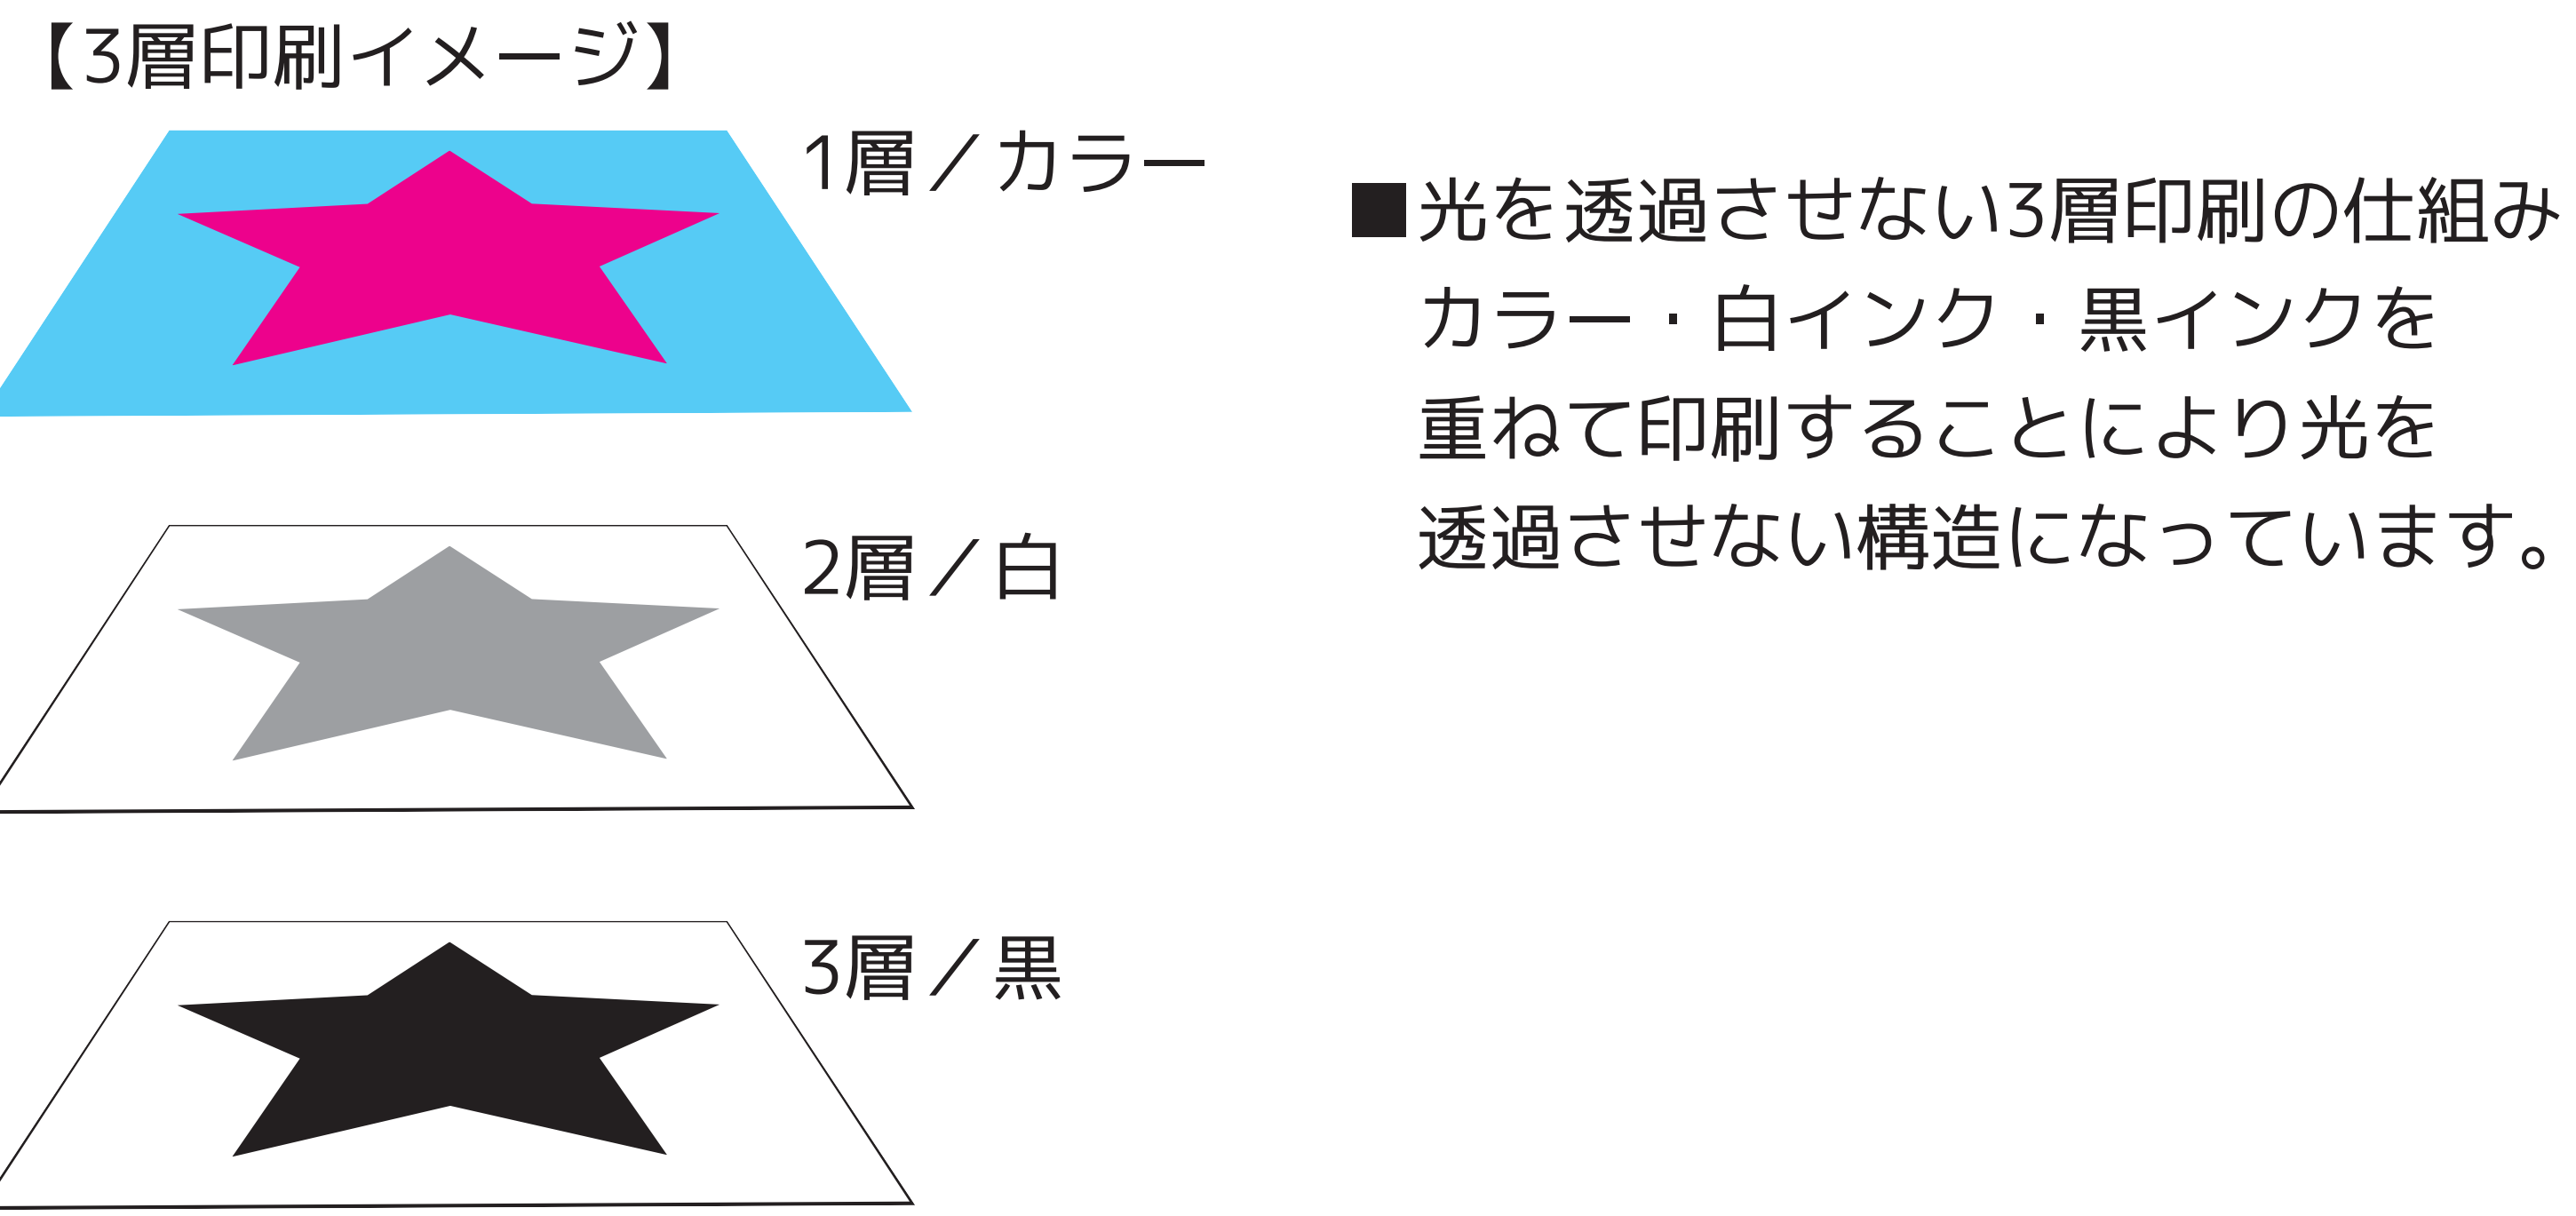 【3層印刷イメージ】
1層／カラー
2層／白
3層／黒
■光を透過させない3層印刷の仕組み
カラー・白インク・黒インクを
重ねて印刷することにより光を
透過させない構造になっています。